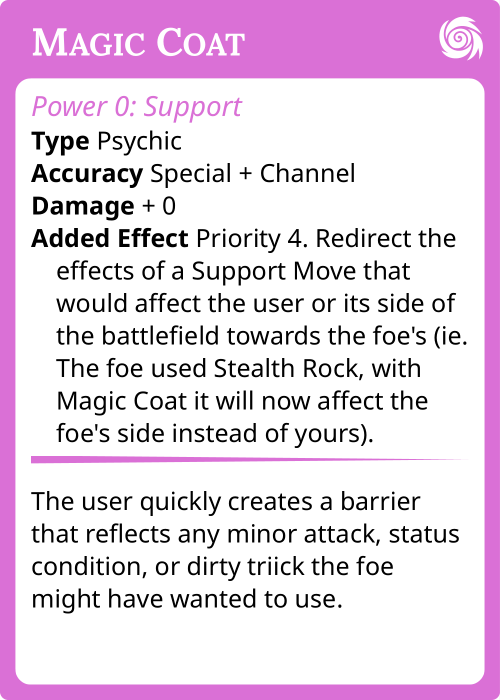 Magic Coat
Power 0: Support
Type Psychic
Accuracy Special + Channel
Damage + 0
Added Effect Priority 4. Redirect the
effects of a Support Move that
would affect the user or its side of
the battlefield towards the foe's (ie.
The foe used Stealth Rock, with
Magic Coat it will now affect the
foe's side instead of yours).
The user quickly creates a barrier
that reflects any minor attack, status
condition, or dirty triick the foe
might have wanted to use.